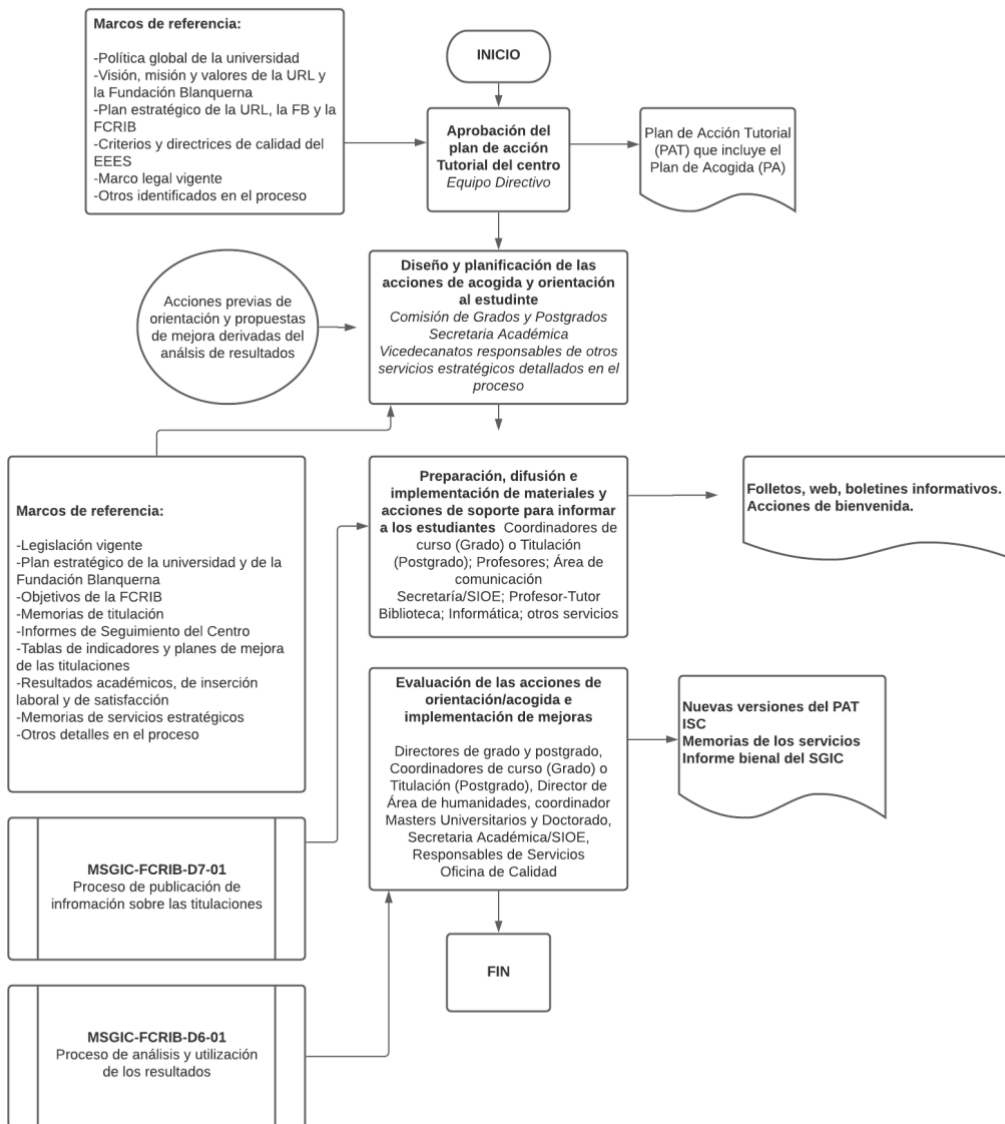 Marcos de referencia:
-Política global de la universidad
-Visión, misión y valores de la URL y
la Fundación Blanquerna
-Plan estratégico de la URL, la FB y la
FCRIB
-Criterios y directrices de calidad del
EEES
-Marco legal vigente
-Otros identificados en el proceso
INICIO
Aprobación del
plan de acción
Tutorial del centro
Equipo Directivo
Plan de Acción Tutorial
(PAT) que incluye el
Plan de Acogida (PA)
Acciones previas de
orientación y propuestas
de mejora derivadas del
análsis de resultados
Diseño y planificación de las
acciones de acogida y orientación
al estudinte
Comisión de Grados y Postgrados
Secretaria Académica
Vicedecanatos responsables de otros
servicios estratégicos detallados en el
proceso
Marcos de referencia:
-Legislación vigente
-Plan estratégico de la universidad y de la
Fundación Blanquerna
-Objetivos de la FCRIB
-Memorias de titulación
-Informes de Seguimiento del Centro
-Tablas de indicadores y planes de mejora
de las titulaciones
-Resultados académicos, de inserción
laboral y de satisfacción
-Memorias de servicios estratégicos
-Otros detalles en el proceso
Preparación, difusión e
implementación de materiales y
acciones de soporte para informar
a los estudiantes Coordinadores de
curso (Grado) o Titulación
(Postgrado); Profesores; Área de
comunicación
Secretaría/SIOE; Profesor-Tutor
Biblioteca; Informática; otros servicios
Folletos, web, boletines informativos.
Acciones de bienvenida.
Evaluación de las acciones de
orientación/acogida e
implementación de mejoras
Directores de grado y postgrado,
Coordinadores de curso (Grado) o
Titulación (Postgrado), Director de
Área de humanidades, coordinador
Masters Universitarios y Doctorado,
Secretaria Académica/SIOE,
Responsables de Servicios
Oficina de Calidad
Nuevas versiones del PAT
ISC
Memorias de los servicios
Informe bienal del SGIC
MSGIC-FCRIB-D7-01
Proceso de publicación de
infromación sobre las titulaciones
FIN
MSGIC-FCRIB-D6-01
Proceso de análisis y utilización
de los resultados